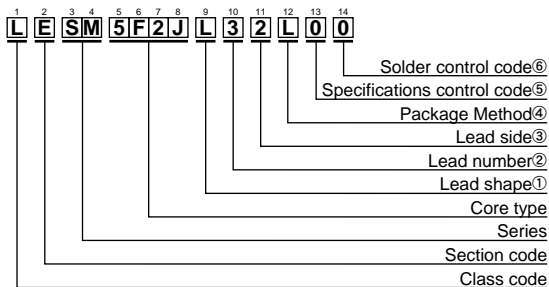 1 2 3 4 5 6 7 8 9 10 11 12 13 14
L E S M 5 F 2 J L 3 2 L 0 0
Solder control code⑥
Specifications control code⑤
Package Method④
Lead side③
Lead number②
Lead shape①
Core type
Series
Section code
Class code